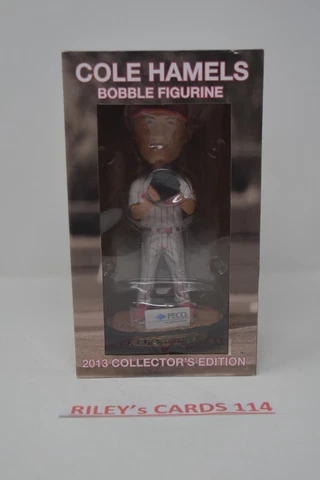 COLE HAMELS
BOBBLE FIGURINE
PECO
2013 COLLECTOR'S EDITION
RILEY's CARDS 114